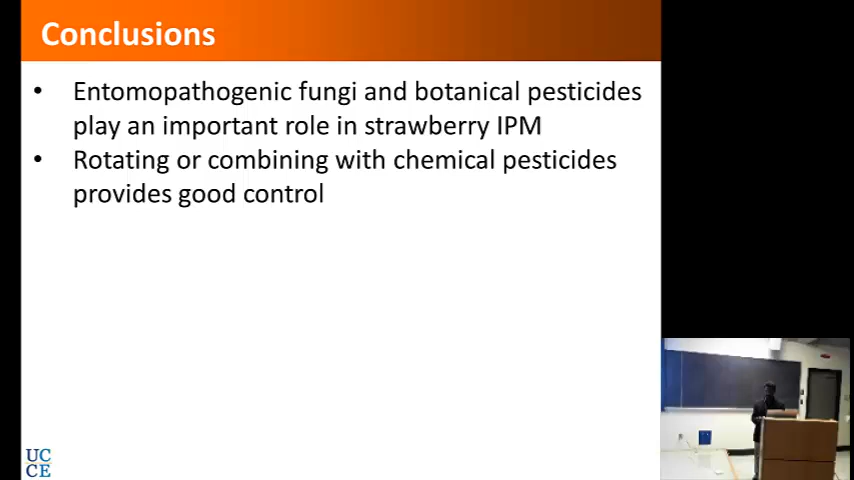 Conclusions
• Entomopathogenic fungi and botanical pesticides
play an important role in strawberry IPM
• Rotating or combining with chemical pesticides
provides good control
UC
CE